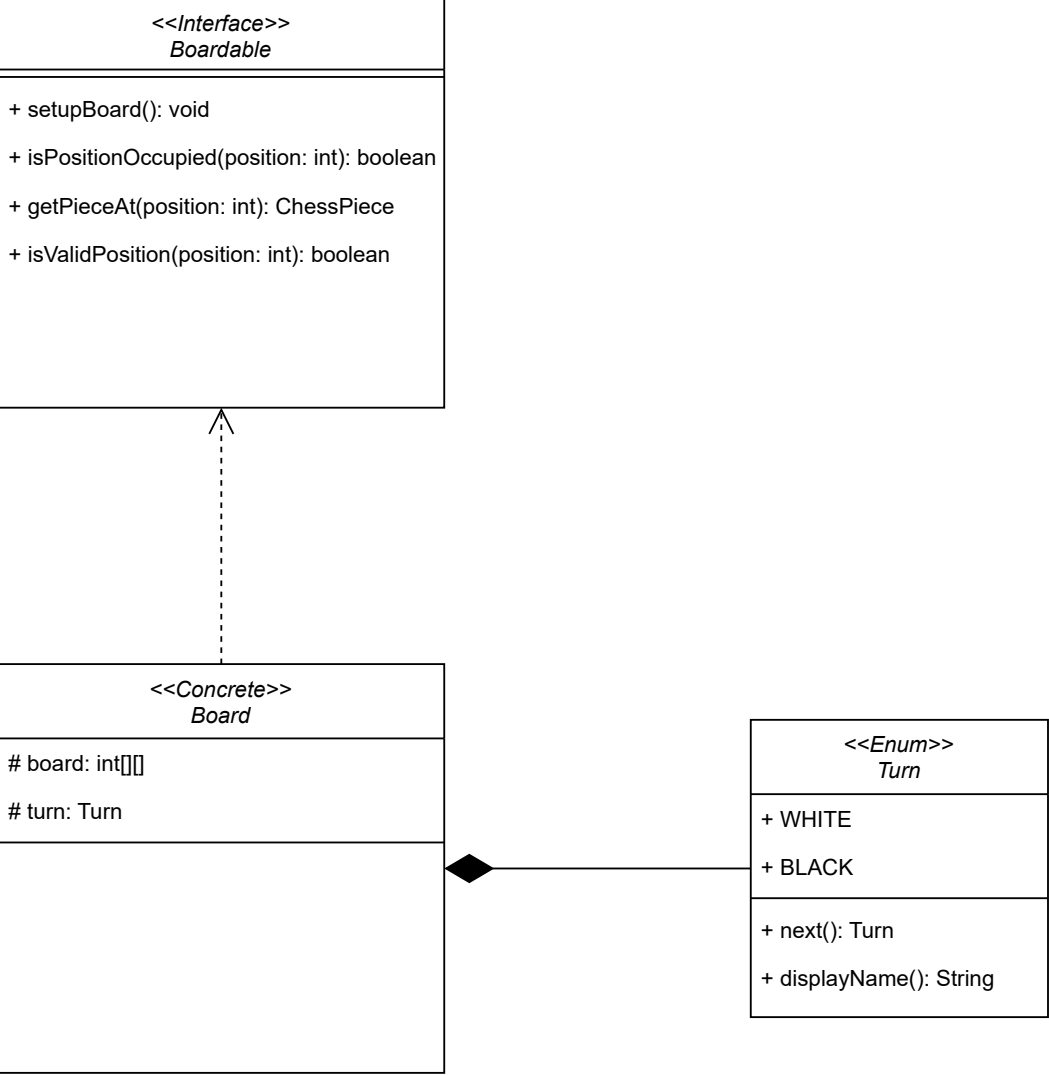 <<Interface>>
Boardable
+ setupBoard(): void
+ isPositionOccupied(position: int): boolean
+ getPieceAt(position: int): ChessPiece
+ isValidPosition(position: int): boolean
<<Concrete>>
Board
# board: int[][]
# turn: Turn
<<Enum>>
Turn
+ WHITE
+ BLACK
+ next(): Turn
+ displayName(): String